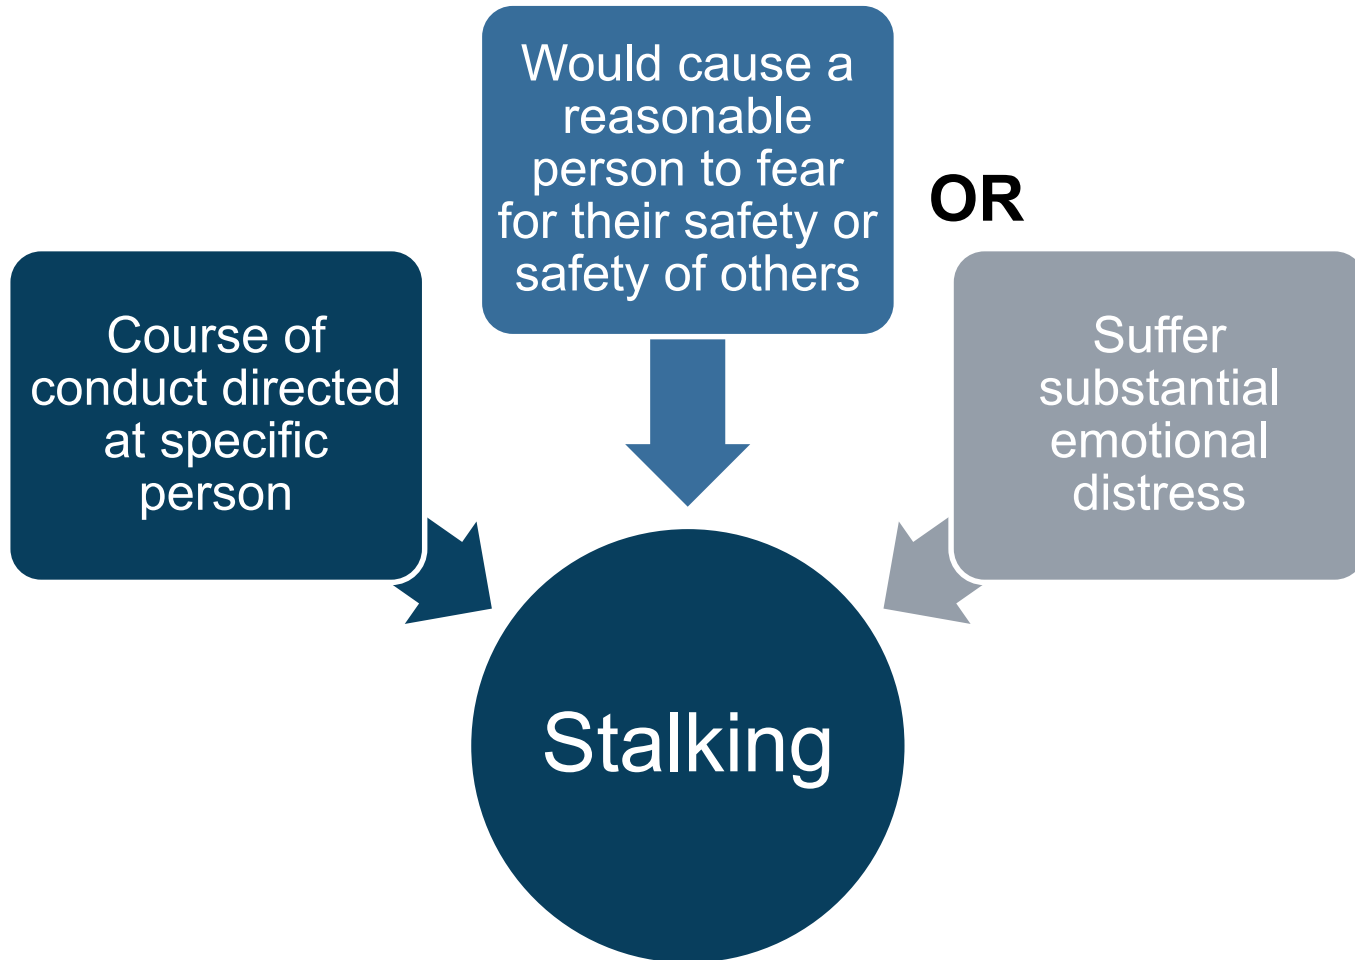 Course of
conduct directed
at specific
person
Would cause a
reasonable
person to fear
for their safety or
safety of others
OR
Suffer
substantial
emotional
distress
Stalking